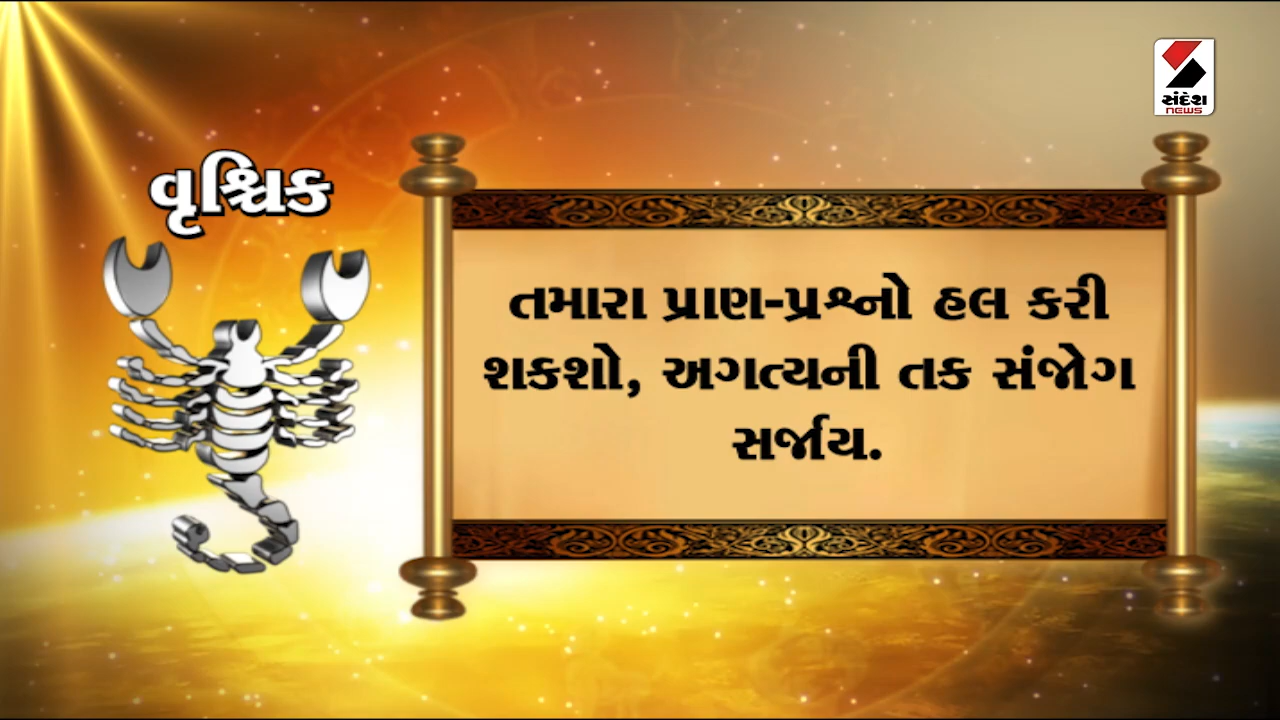 સંદેશ
NEWS
વૃશ્ચિક
તમારા પ્રાણ-પ્રશ્નો હલ કરી
શકશો, અગત્યની તક સંજોગ
સર્જાય.